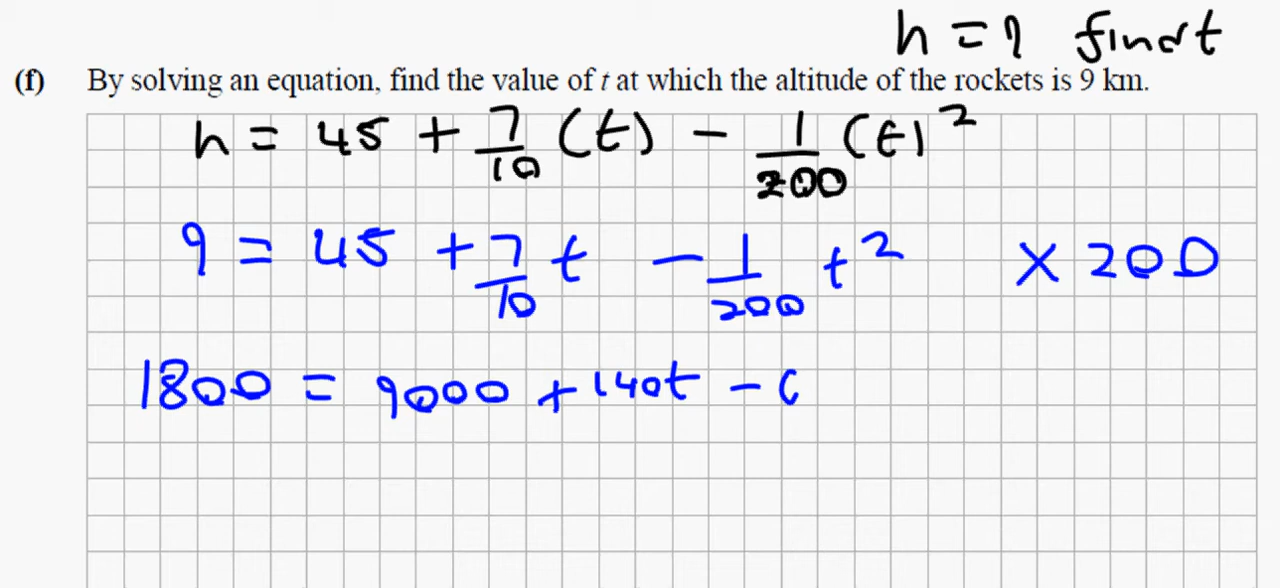 h = 9 find t
(f) By solving an equation, find the value of t at which the altitude of the rockets is 9 km.
h = 45 + 7/10 (t) - 1/200 (t)²
9 = 45 + 7/10 t - 1/200 t² × 200
1800 = 9000 + 140t -